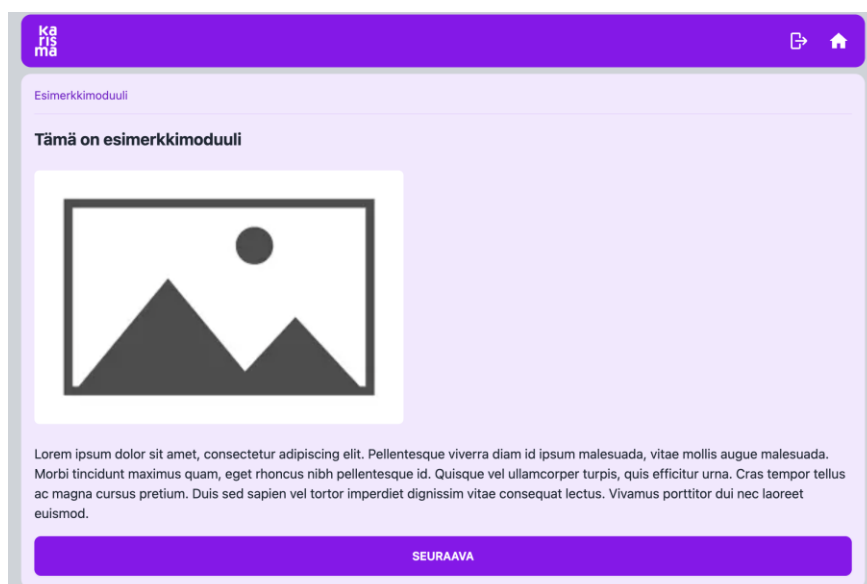 ka
ris
ma
Esimerkkimoduuli
Tämä on esimerkkimoduuli
Lorem ipsum dolor sit amet, consectetur adipiscing elit. Pellentesque viverra diam id ipsum malesuada, vitae mollis augue malesuada.
Morbi tincidunt maximus quam, eget rhoncus nibh pellentesque id. Quisque vel ullamcorper turpis, quis efficitur urna. Cras tempor tellus
ac magna cursus pretium. Duis sed sapien vel tortor imperdiet dignissim vitae consequat lectus. Vivamus porttitor dui nec laoreet
euismod.
SEURAAVA